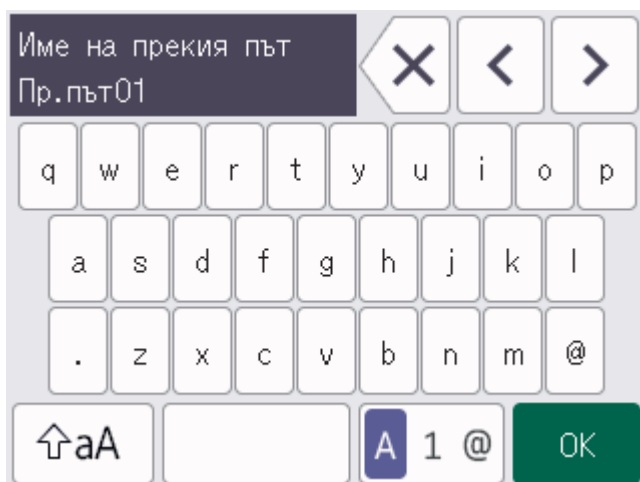 Име на прекия път
Пр.път01
q w e r t y u i o p
a s d f g h j k l
. z x c v b n m @
aA A 1 @ OK